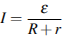 I = ε / (R + r)